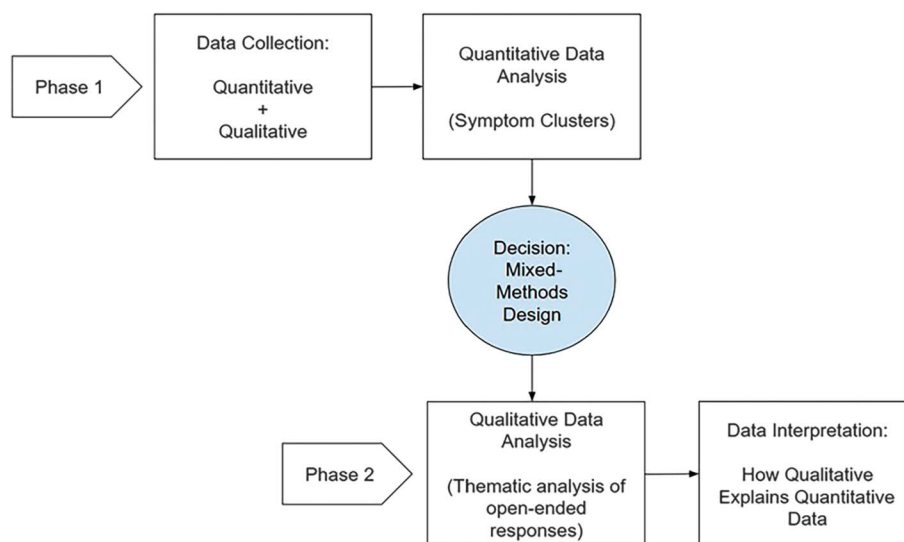 Phase 1
Data Collection:
Quantitative
+
Qualitative
Quantitative Data
Analysis
(Symptom Clusters)
Decision:
Mixed-
Methods
Design
Phase 2
Qualitative Data
Analysis
(Thematic analysis of
open-ended
responses)
Data Interpretation:
How Qualitative
Explains Quantitative
Data